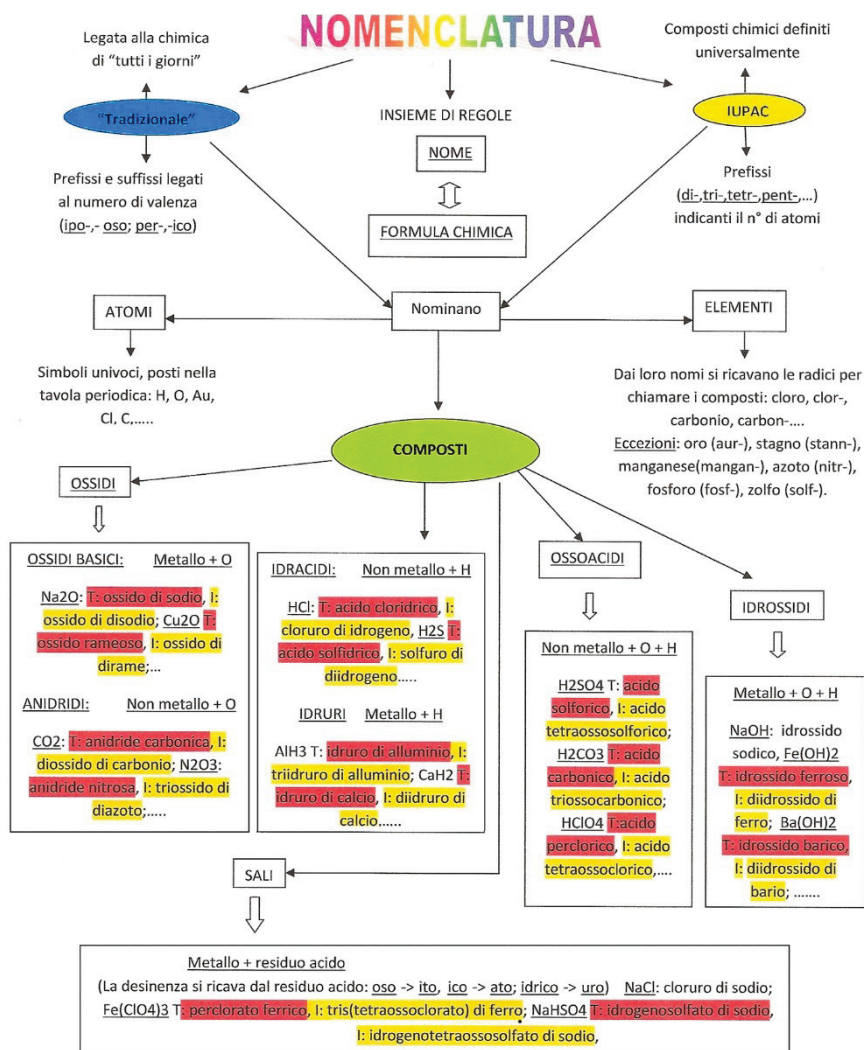 NOMENCLATURA
Legata alla chimica
di "tutti i giorni"
Composti chimici definiti
universalmente
"Tradizionale"
INSIEME DI REGOLE
IUPAC
NOME
Prefissi e suffissi legati
al numero di valenza
(ipo-,- oso; per-,-ico)
Prefissi
(di-,tri-,tetr-,pent-,...)
indicanti il n° di atomi
FORMULA CHIMICA
ATOMI
Nominano
ELEMENTI
Simboli univoci, posti nella
tavola periodica: H, O, Au,
Cl, C,.....
Dai loro nomi si ricavano le radici per
chiamare i composti: cloro, clor-,
carbonio, carbon-....
Eccezioni: oro (aur-), stagno (stann-),
manganese(mangan-), azoto (nitr-),
fosforo (fosf-), zolfo (solf-).
COMPOSTI
OSSIDI
OSSIDI BASICI: Metallo + O
Na2O: T: ossido di sodio, I:
ossido di disodio; Cu2O T:
ossido rameoso, I: ossido di
dirame;...
ANIDRIDI: Non metallo + O
CO2: T: anidride carbonica, I:
diossido di carbonio; N2O3:
anidride nitrosa, I: triossido di
diazoto;.....
IDRACIDI: Non metallo + H
HCl: T: acido cloridrico, I:
cloruro di idrogeno, H2S T:
acido solfidrico, I: solfuro di
diidrogeno.....
IDRURI Metallo + H
AlH3 T: idruro di alluminio, I:
triidruro di alluminio; CaH2 T:
idruro di calcio, I: diidruro di
calcio,.....
OSSOACIDI
Non metallo + O + H
H2SO4 T: acido
solforico, I: acido
tetraossosolforico;
H2CO3 T: acido
carbonico, I: acido
triossocarbonico;
HClO4 T:acido
perclorico, I: acido
tetraossoclorico,....
IDROSSIDI
Metallo + O + H
NaOH: idrossido
sodico, Fe(OH)2
T: idrossido ferroso,
I: diidrossido di
ferro; Ba(OH)2
T: idrossido barico,
I: diidrossido di
bario; .......
SALI
Metallo + residuo acido
(La desinenza si ricava dal residuo acido: oso -> ito, ico -> ato; idrico -> uro) NaCl: cloruro di sodio;
Fe(ClO4)3 T: perclorato ferrico, I: tris(tetraossoclorato) di ferro; NaHSO4 T: idrogenosolfato di sodio,
I: idrogenotetraossosolfato di sodio,